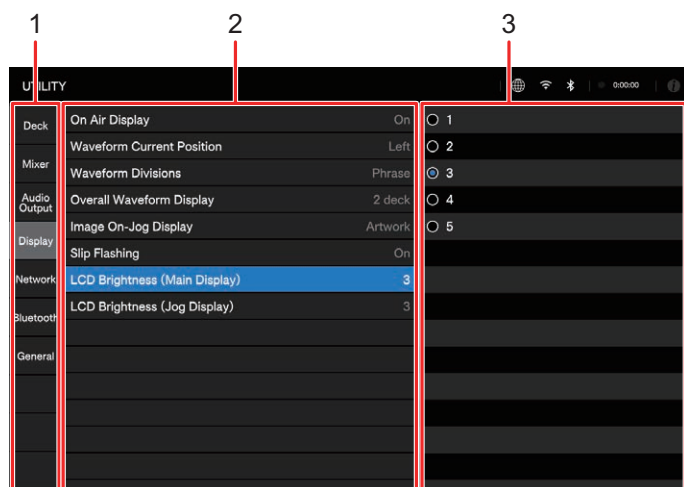 1
2
3
UTILITY
0:00:00
Deck
Mixer
Audio
Output
Display
Network
Bluetooth
General
On Air Display On
Waveform Current Position Left
Waveform Divisions Phrase
Overall Waveform Display 2 deck
Image On-Jog Display Artwork
Slip Flashing On
LCD Brightness (Main Display) 3
LCD Brightness (Jog Display) 3
1
2
3
4
5